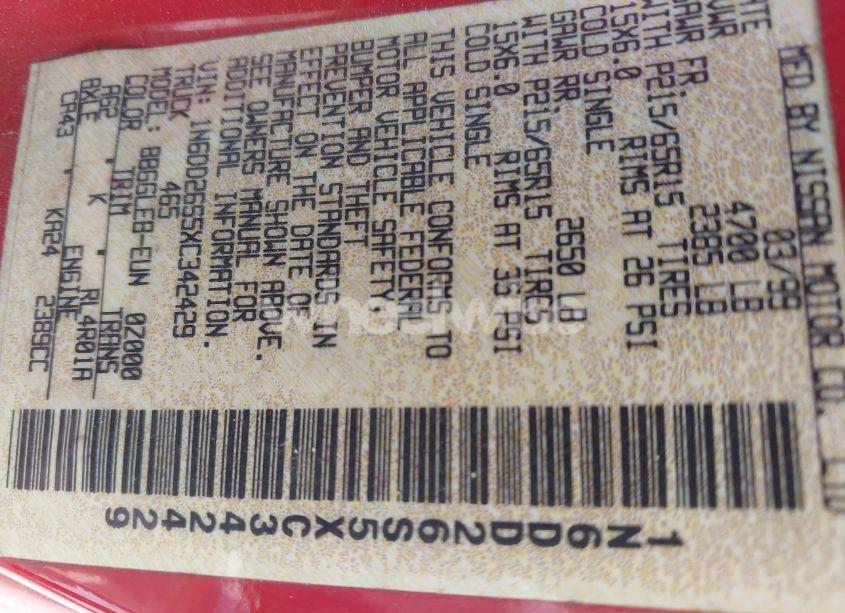 MFD BY NISSAN MOTOR CO., LTD
03/99
4700 LB
GAWR FR. 2385 LB
WITH P215/65R15 TIRES
15X6.0 RIMS AT 26 PSI
COLD SINGLE
GAWR RR. 2650 LB
WITH P215/65R15 TIRES
15X6.0 RIMS AT 35 PSI
COLD SINGLE
THIS VEHICLE CONFORMS TO
ALL APPLICABLE FEDERAL
MOTOR VEHICLE SAFETY,
BUMPER AND THEFT
PREVENTION STANDARDS IN
EFFECT ON THE DATE OF
MANUFACTURE SHOWN ABOVE.
SEE OWNERS MANUAL FOR
ADDITIONAL INFORMATION.
VIN: 1N6DD26S5XC342429
TRUCK 465
MODEL: BBGGLEB-EUN 0Z000
COLOR TRIM TRANS
AG2 K RL4R01A
AXLE ENGINE
CA43 KA24 2389CC
1N6DD26S5XC342429